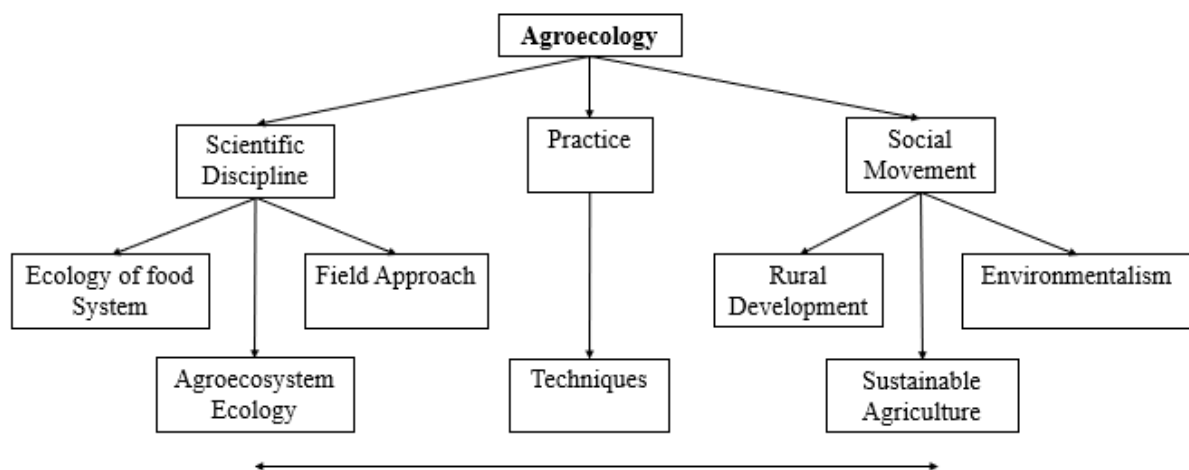 Agroecology
Scientific
Discipline
Practice
Social
Movement
Ecology of food
System
Field Approach
Rural
Development
Environmentalism
Agroecosystem
Ecology
Techniques
Sustainable
Agriculture